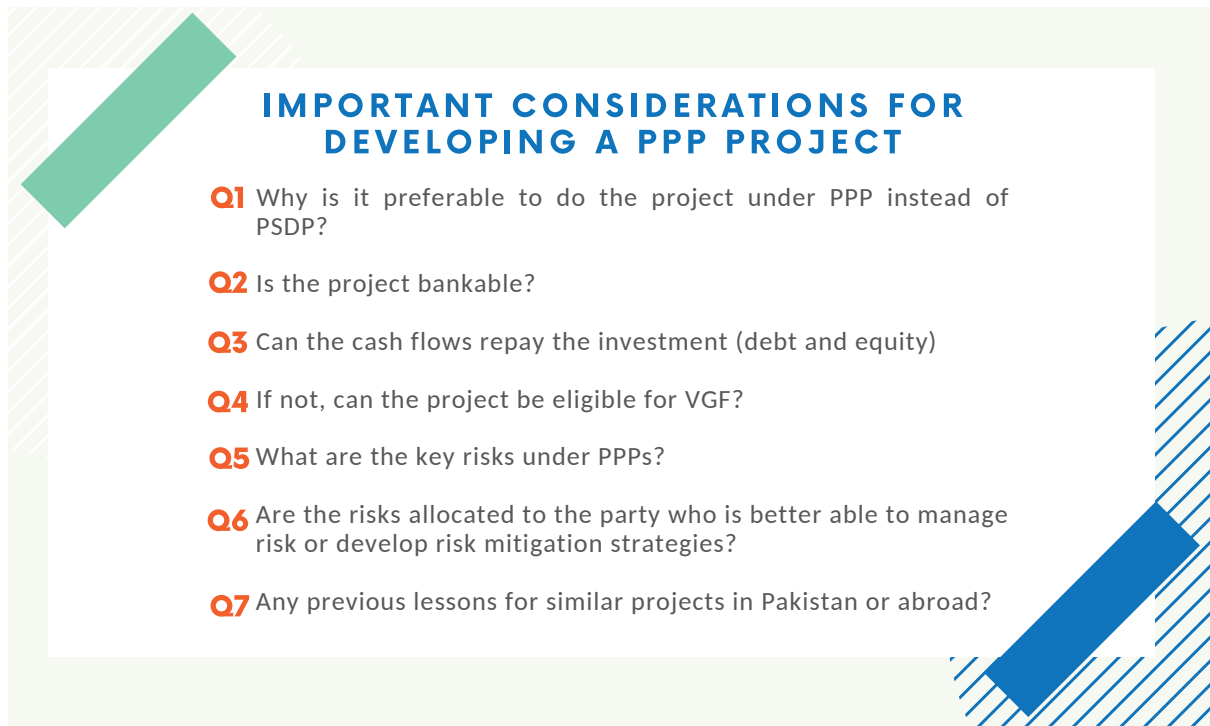 IMPORTANT CONSIDERATIONS FOR
DEVELOPING A PPP PROJECT
Q1 Why is it preferable to do the project under PPP instead of
PSDP?
Q2 Is the project bankable?
Q3 Can the cash flows repay the investment (debt and equity)
Q4 If not, can the project be eligible for VGF?
Q5 What are the key risks under PPPs?
Q6 Are the risks allocated to the party who is better able to manage
risk or develop risk mitigation strategies?
Q7 Any previous lessons for similar projects in Pakistan or abroad?